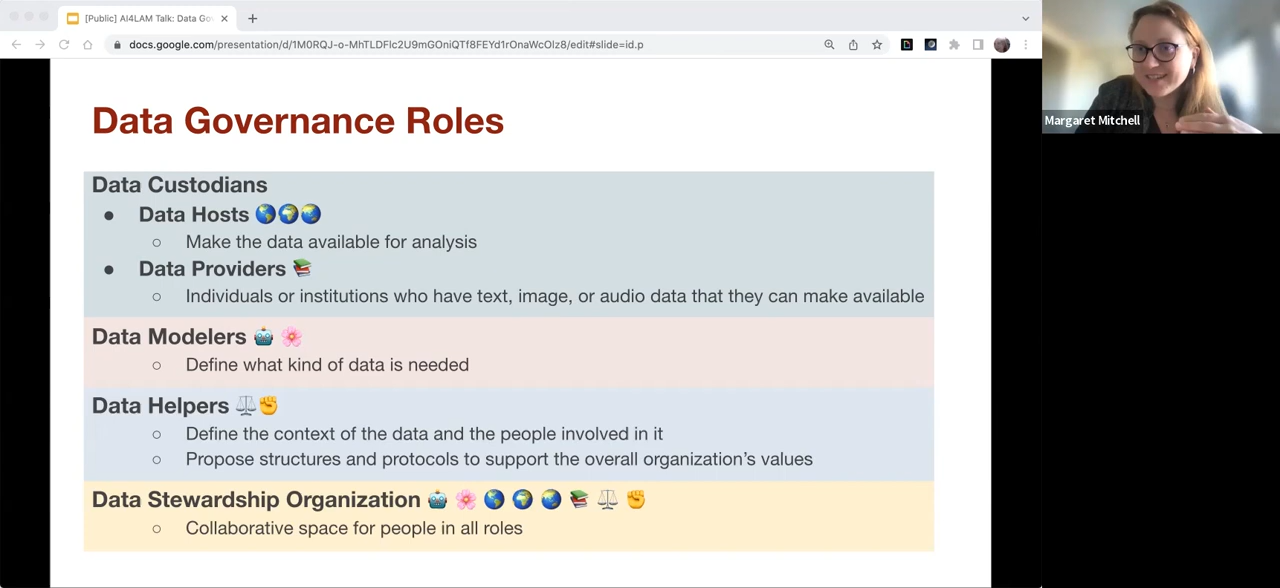 [Public] AI4LAM Talk: Data Go
docs.google.com/presentation/d/1M0RQJ-o-MhTLDFlc2U9mGOniQTf8FEYd1rOnaWcOlz8/edit#slide=id.p
Margaret Mitchell
Data Governance Roles
Data Custodians
● Data Hosts 🌎🌍🌏
○ Make the data available for analysis
● Data Providers 📚
○ Individuals or institutions who have text, image, or audio data that they can make available
Data Modelers 🤖 🌸
○ Define what kind of data is needed
Data Helpers ⚖️✊
○ Define the context of the data and the people involved in it
○ Propose structures and protocols to support the overall organization's values
Data Stewardship Organization 🤖 🌸 🌎 🌍 🌏 📚 ⚖️ ✊
○ Collaborative space for people in all roles